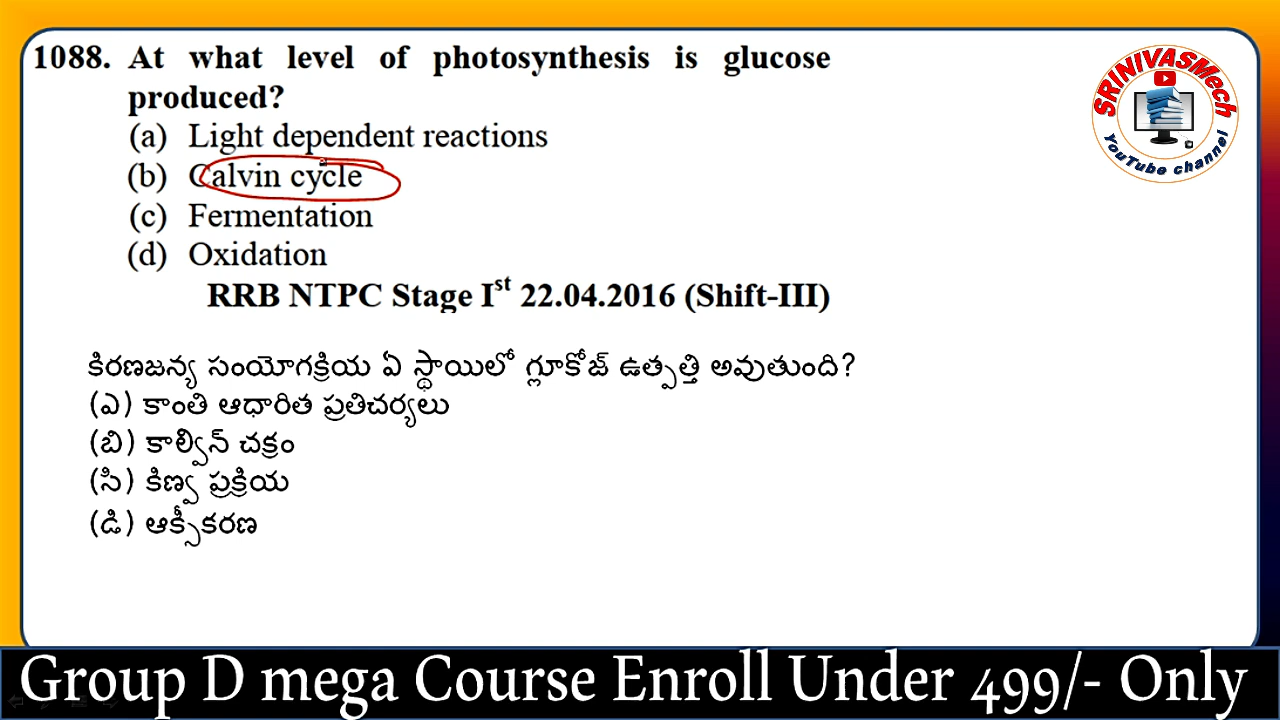 1088. At what level of photosynthesis is glucose
produced?
(a) Light dependent reactions
(b) Calvin cycle
(c) Fermentation
(d) Oxidation
RRB NTPC Stage Ist 22.04.2016 (Shift-III)
కిరణజన్య సంయోగక్రియ ఏ స్థాయిలో గ్లూకోజ్ ఉత్పత్తి అవుతుంది?
(ఎ) కాంతి ఆధారిత ప్రతిచర్యలు
(బి) కాల్విన్ చక్రం
(సి) కిణ్వ ప్రక్రియ
(డి) ఆక్సీకరణ
SRINIVASMech
YouTube channel
Group D mega Course Enroll Under 499/- Only